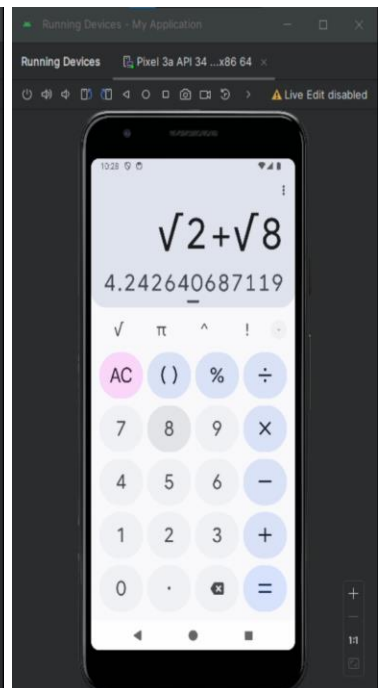 Running Devices - My Application
Running Devices Pixel 3a API 34 ...x86 64
Live Edit disabled
10:28
√2+√8
4.242640687119
√ π ^ !
AC ( ) % ÷
7 8 9 ×
4 5 6 −
1 2 3 +
0 . =
1:1